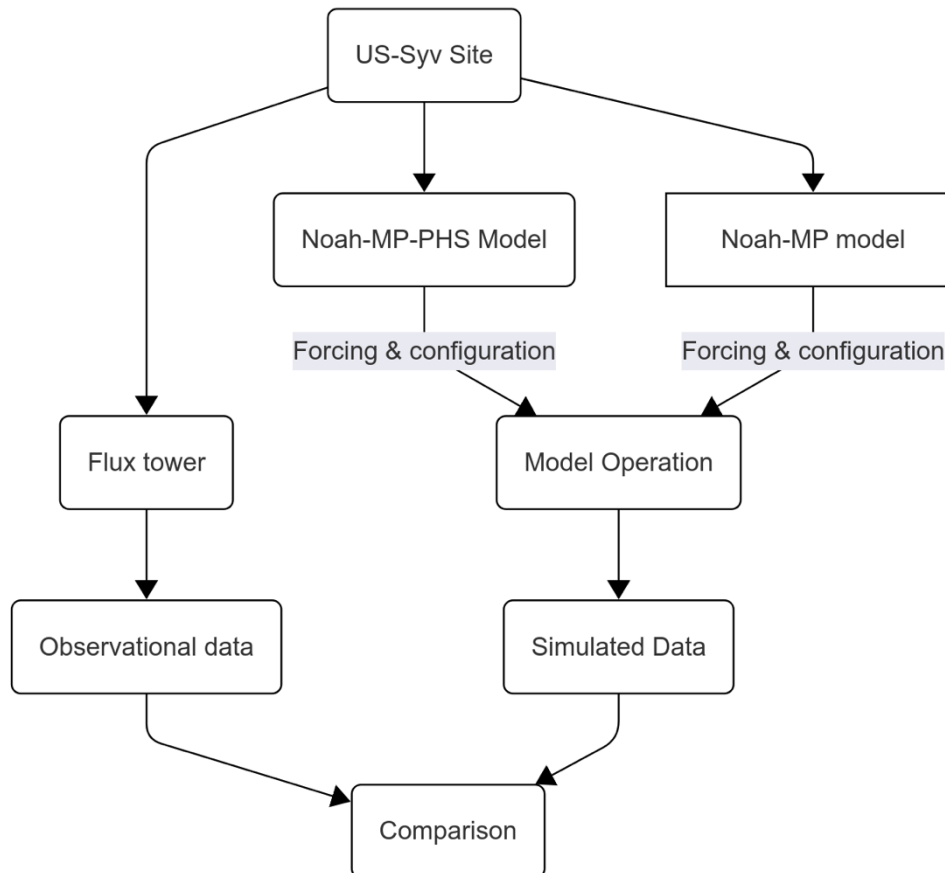 US-Syv Site
Noah-MP-PHS Model
Noah-MP model
Forcing & configuration
Forcing & configuration
Flux tower
Model Operation
Observational data
Simulated Data
Comparison